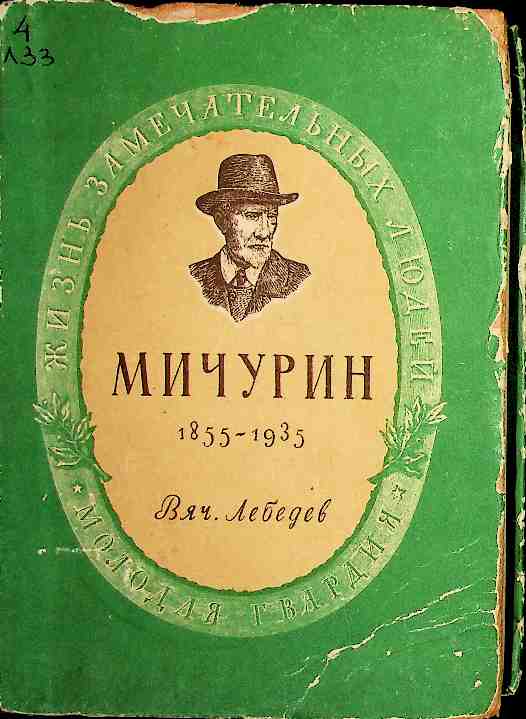 4
Л33
ЖИЗНЬ ЗАМЕЧАТЕЛЬНЫХ ЛЮДЕЙ
МИЧУРИН
1855-1935
Вяч. Лебедев
МОЛОДАЯ ГВАРДИЯ